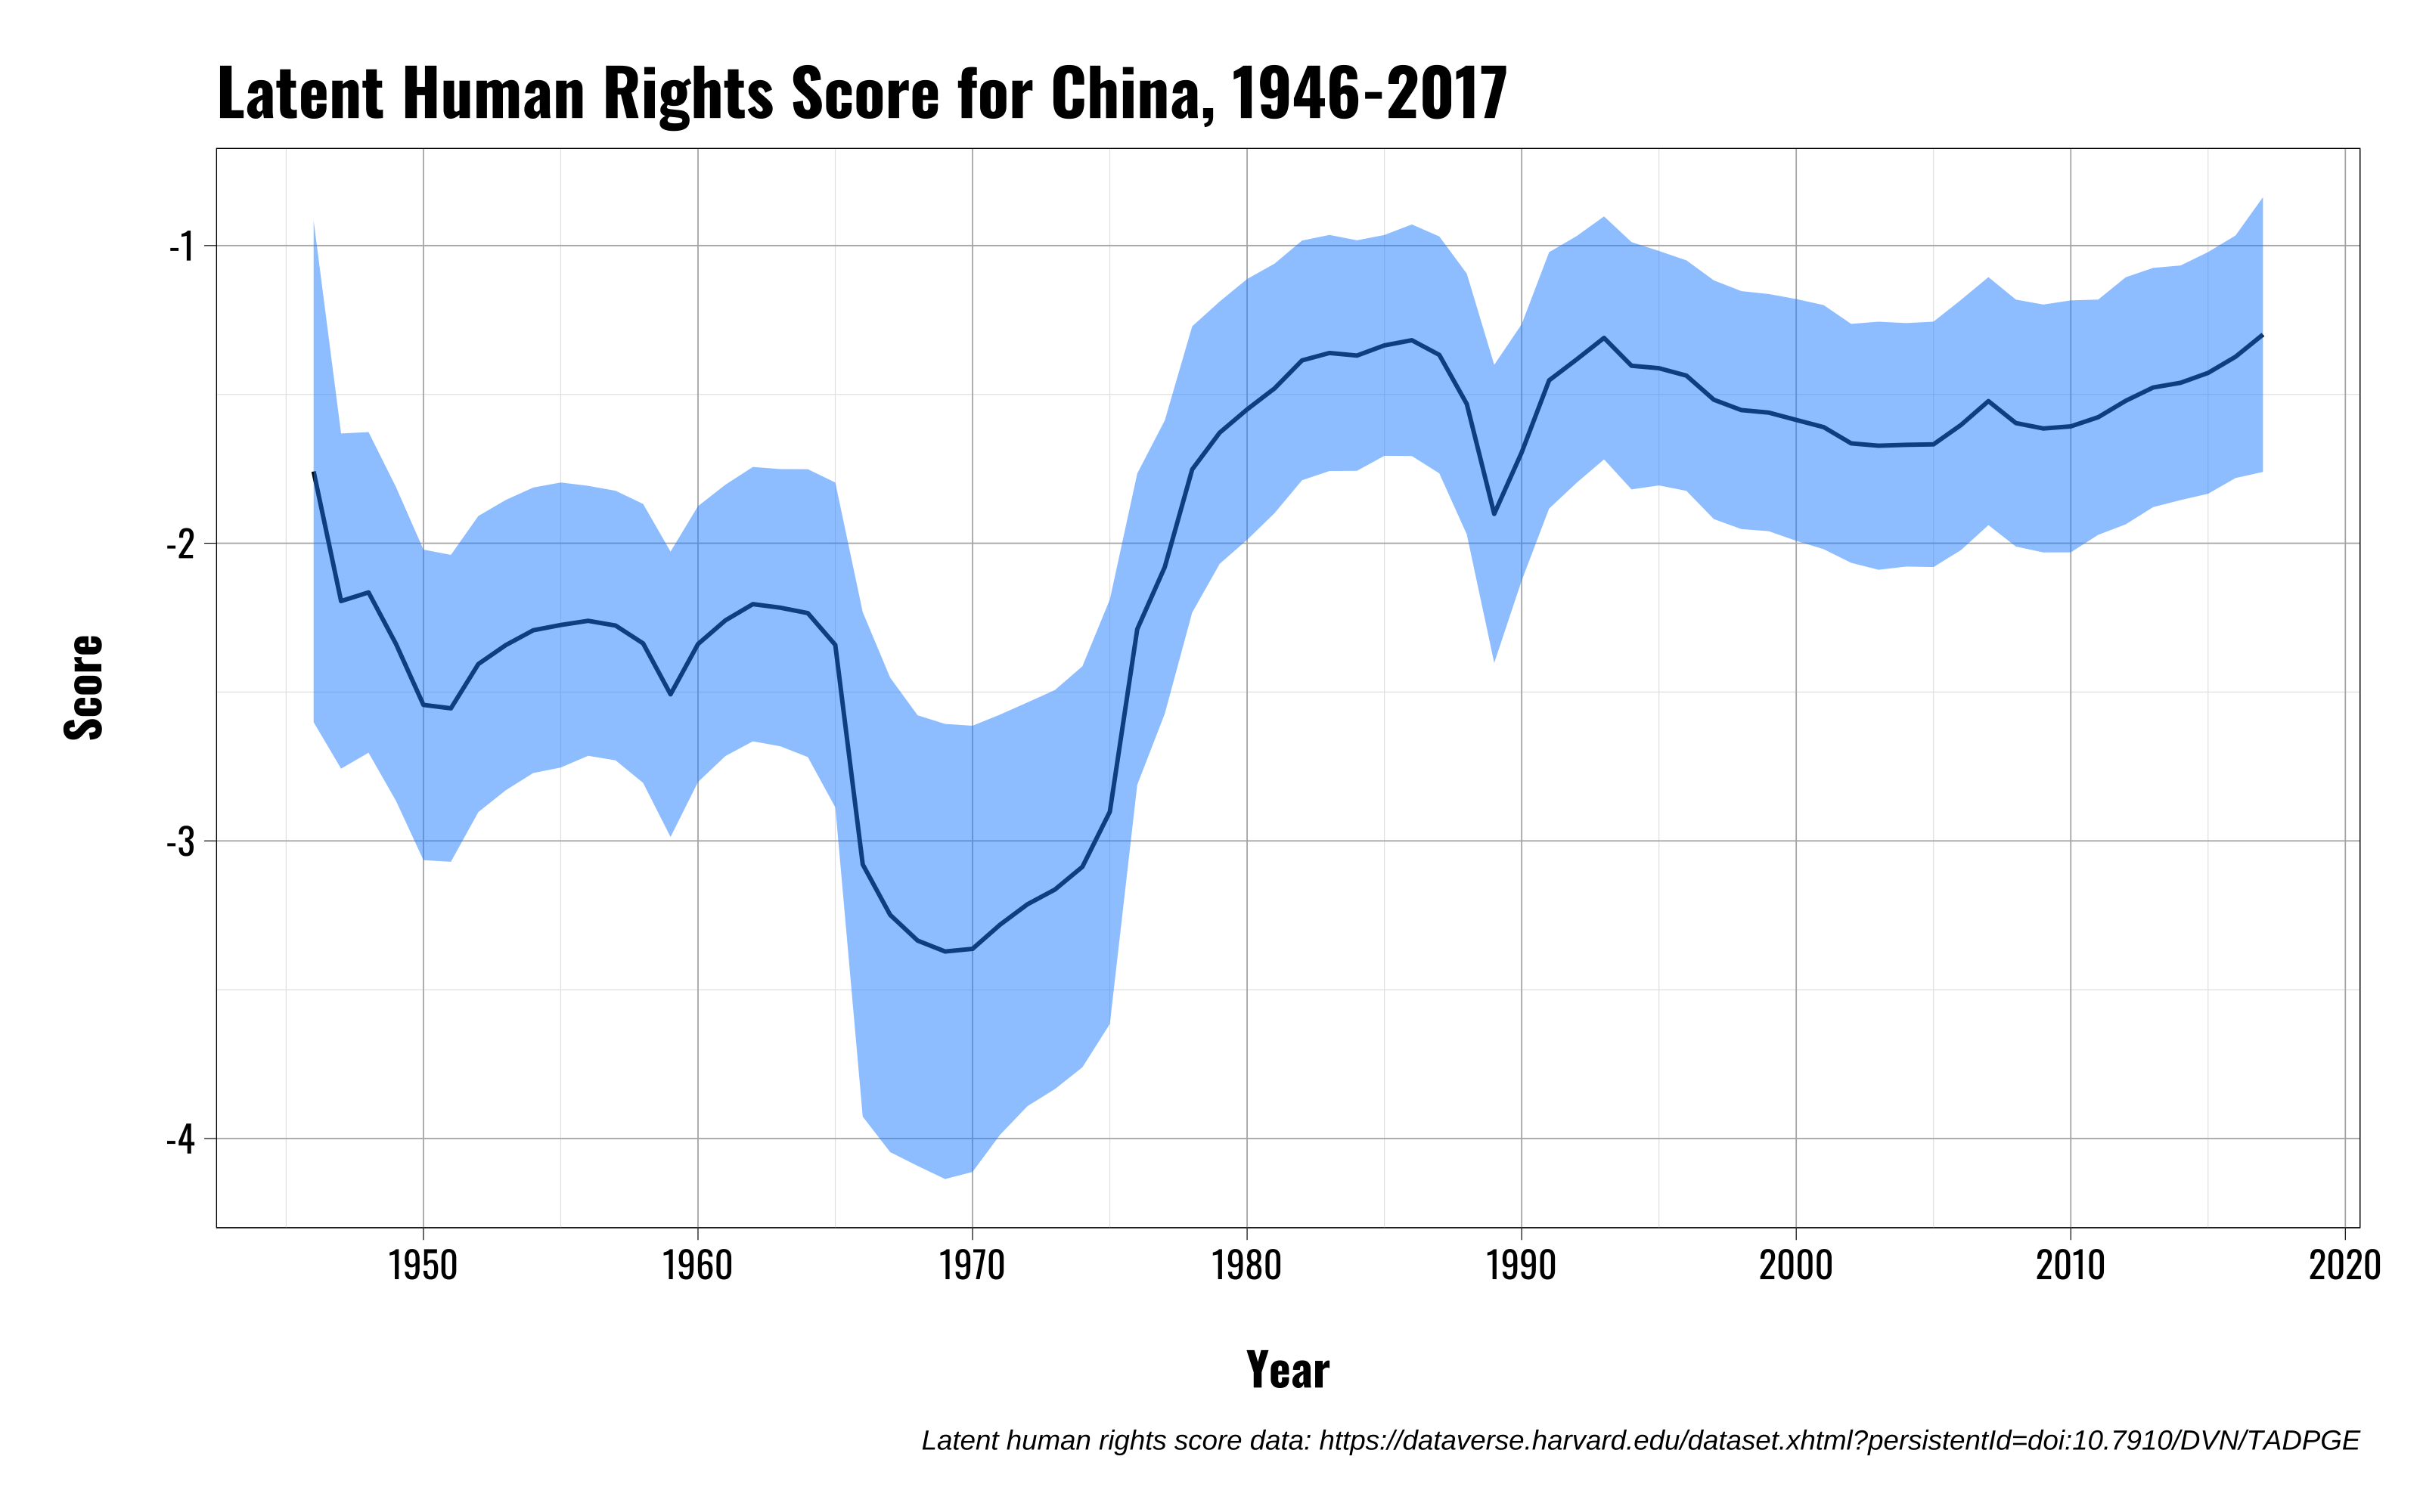 Latent Human Rights Score for China, 1946-2017
Score
-1
-2
-3
-4
1950 1960 1970 1980 1990 2000 2010 2020
Year
Latent human rights score data: https://dataverse.harvard.edu/dataset.xhtml?persistentId=doi:10.7910/DVN/TADPGE